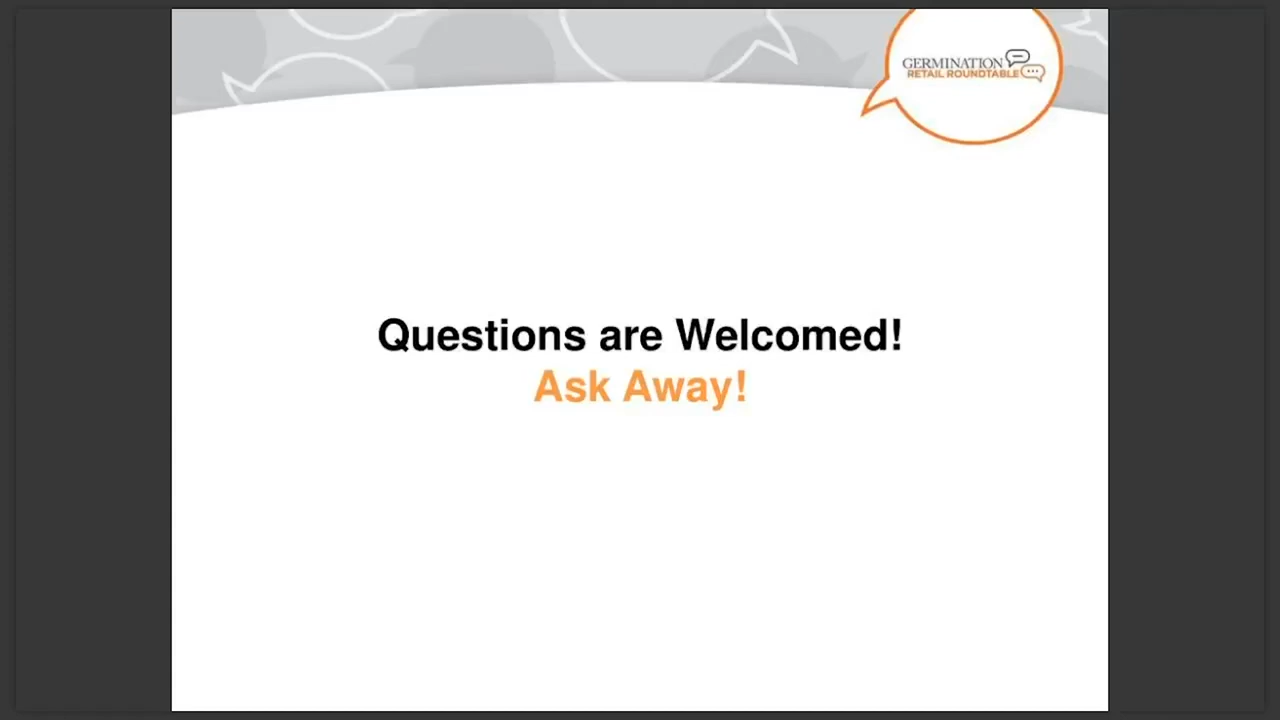 GERMINATION
RETAIL ROUNDTABLE
Questions are Welcomed!
Ask Away!